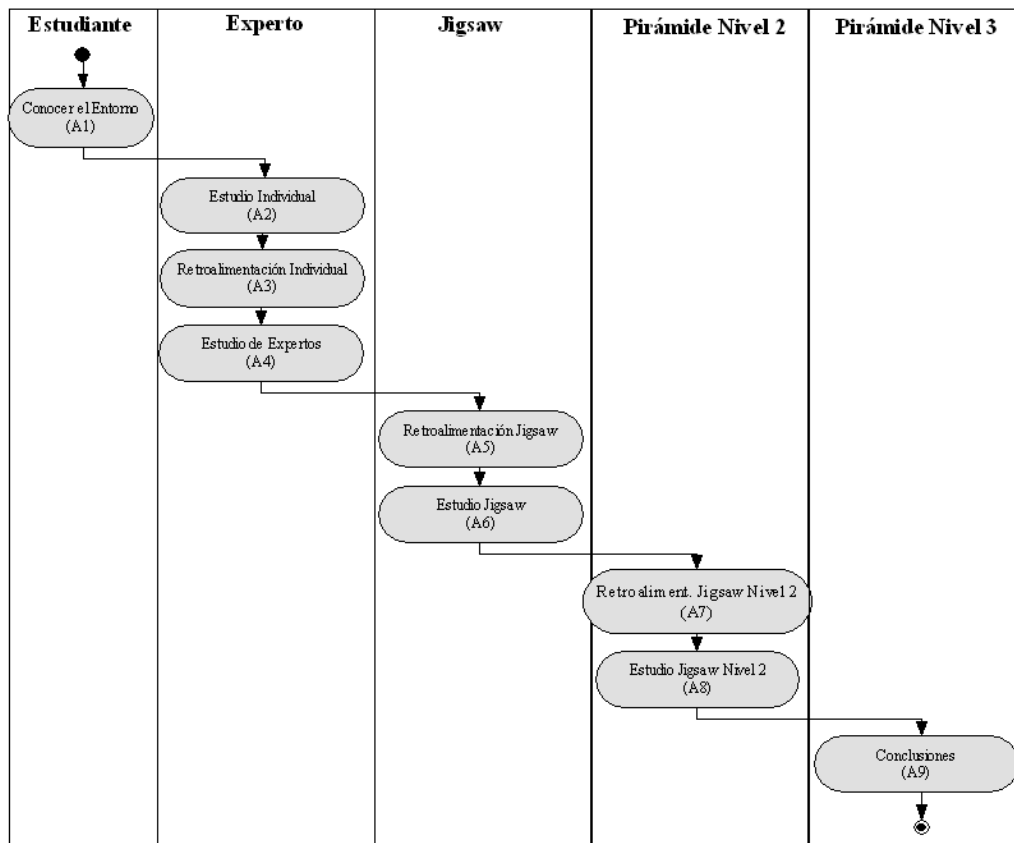 Estudiante
Experto
Jigsaw
Pirámide Nivel 2
Pirámide Nivel 3
Conocer el Entorno
(A1)
Estudio Individual
(A2)
Retroalimentación Individual
(A3)
Estudio de Expertos
(A4)
Retroalimentación Jigsaw
(A5)
Estudio Jigsaw
(A6)
Retroaliment. Jigsaw Nivel 2
(A7)
Estudio Jigsaw Nivel 2
(A8)
Conclusiones
(A9)